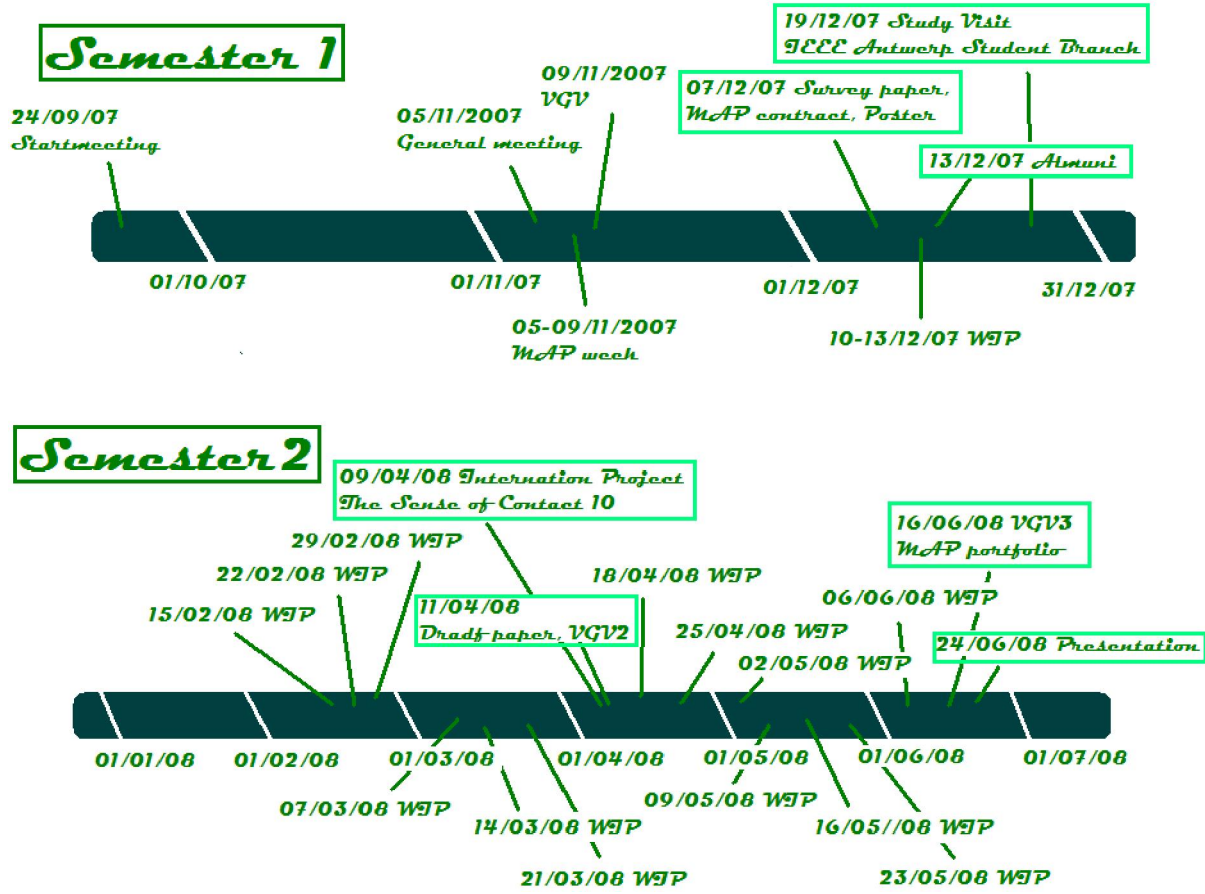 Semester 1
19/12/07 Study Visit
IEEE Antwerp Student Branch
09/11/2007
VGV
07/12/07 Survey paper,
MAP contract, Poster
24/09/07
Startmeeting
05/11/2007
General meeting
13/12/07 Almuni
01/10/07
01/11/07
01/12/07
31/12/07
05-09/11/2007
MAP week
10-13/12/07 WIP
Semester 2
09/04/08 Internation Project
The Sense of Contact 10
16/06/08 VGV3
MAP portfolio
29/02/08 WIP
22/02/08 WIP
18/04/08 WIP
15/02/08 WIP
11/04/08
Dradf paper, VGV2
06/06/08 WIP
25/04/08 WIP
24/06/08 Presentation
02/05/08 WIP
01/01/08
01/02/08
01/03/08
01/04/08
01/05/08
01/06/08
01/07/08
07/03/08 WIP
09/05/08 WIP
14/03/08 WIP
16/05//08 WIP
21/03/08 WIP
23/05/08 WIP